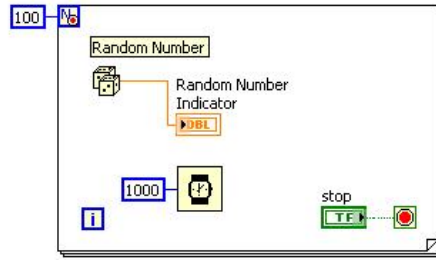 100
N
Random Number
Random Number
Indicator
DBL
1000
stop
i
TF